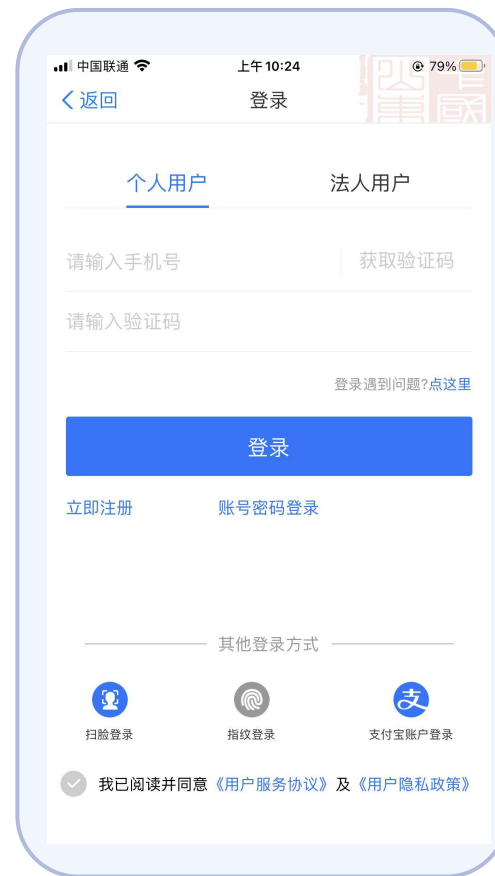 中国联通
上午10:24
79%
返回
登录
个人用户
法人用户
请输入手机号
获取验证码
请输入验证码
登录遇到问题?点这里
登录
立即注册
账号密码登录
其他登录方式
扫脸登录
指纹登录
支付宝账户登录
我已阅读并同意《用户服务协议》及《用户隐私政策》